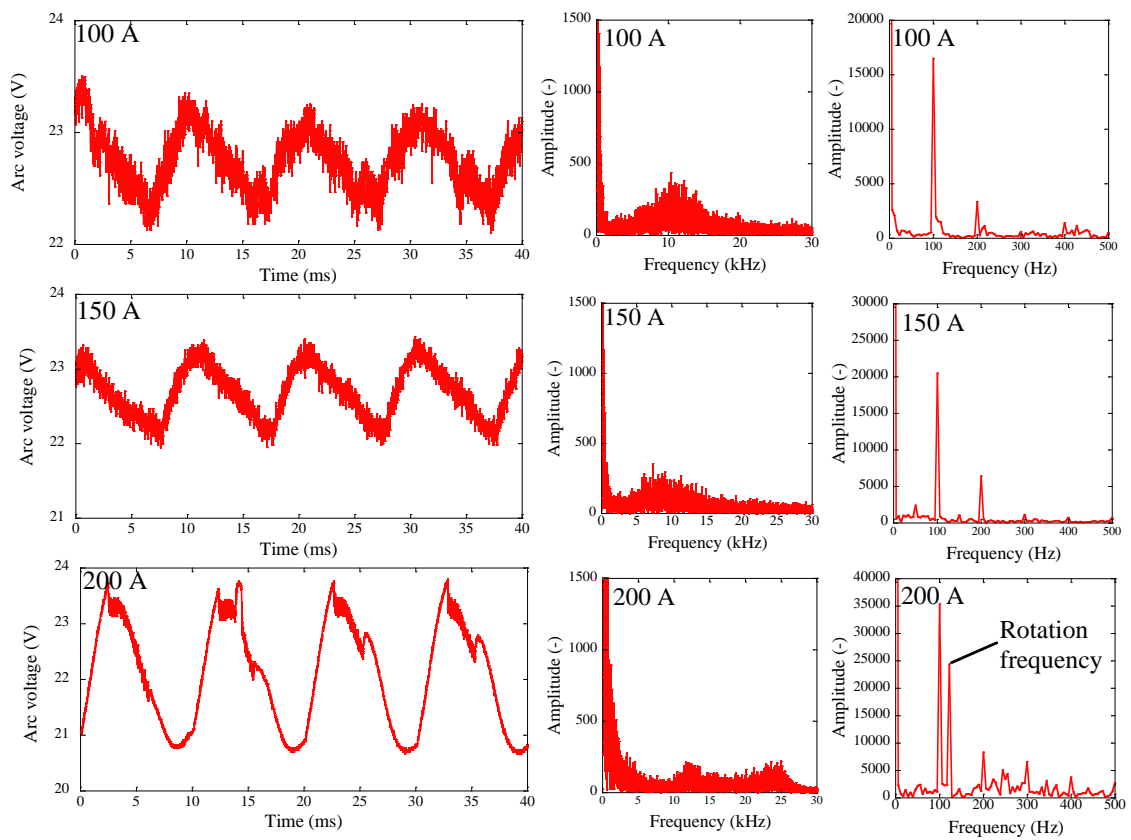 100 A
24
23
22
Arc voltage (V)
0 5 10 15 20 25 30 35 40
Time (ms)
100 A
1500
1000
500
0
Amplitude (-)
0 5 10 15 20 25 30
Frequency (kHz)
100 A
20000
15000
10000
5000
0
Amplitude (-)
0 100 200 300 400 500
Frequency (Hz)
150 A
24
23
22
21
Arc voltage (V)
0 5 10 15 20 25 30 35 40
Time (ms)
150 A
1500
1000
500
0
Amplitude (-)
0 5 10 15 20 25 30
Frequency (kHz)
150 A
30000
25000
20000
15000
10000
5000
0
Amplitude (-)
0 100 200 300 400 500
Frequency (Hz)
200 A
24
23
22
21
20
Arc voltage (V)
0 5 10 15 20 25 30 35 40
Time (ms)
200 A
1500
1000
500
0
Amplitude (-)
0 5 10 15 20 25 30
Frequency (kHz)
200 A
Rotation
frequency
40000
35000
30000
25000
20000
15000
10000
5000
0
Amplitude (-)
0 100 200 300 400 500
Frequency (Hz)